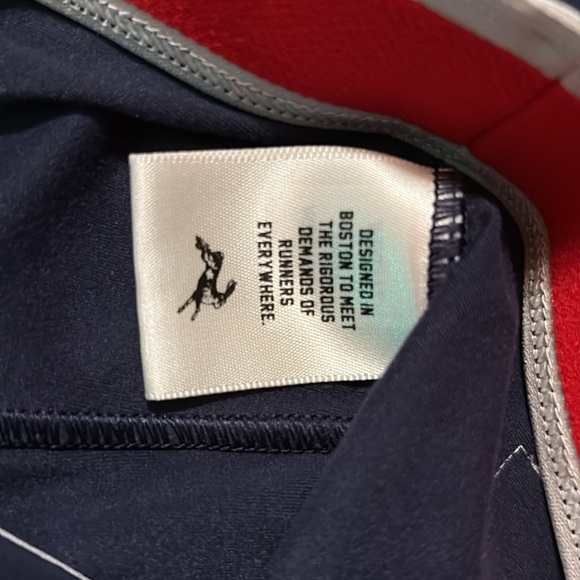 DESIGNED IN
BOSTON TO MEET
THE RIGOROUS
DEMANDS OF
RUNNERS
EVERYWHERE.